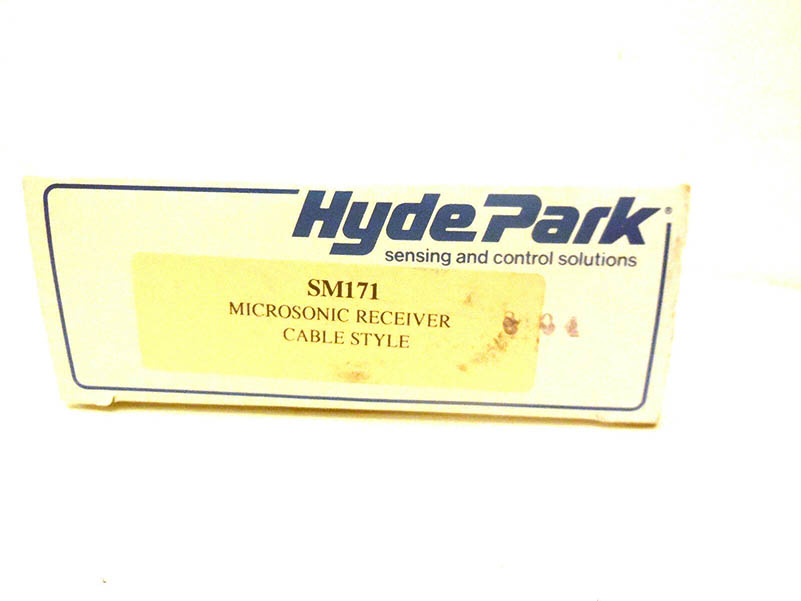 HydePark®
sensing and control solutions
SM171
MICROSONIC RECEIVER
CABLE STYLE